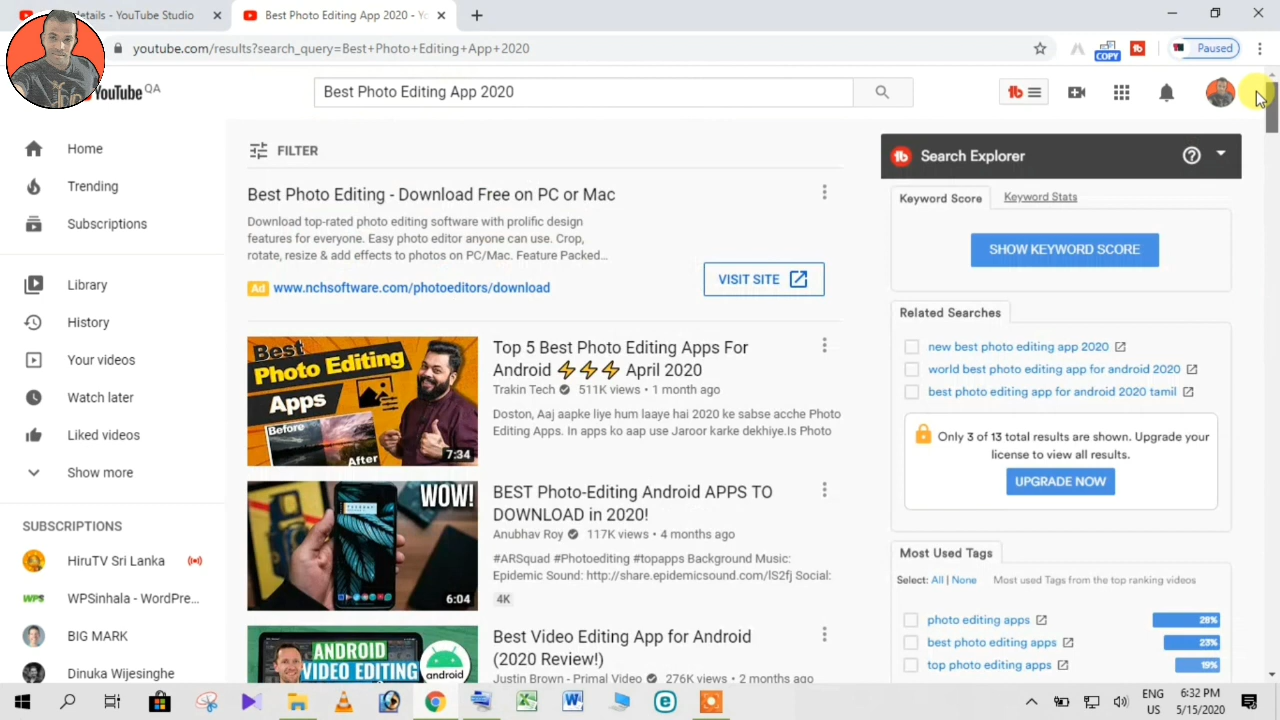 details - YouTube Studio
Best Photo Editing App 2020 - Yo
youtube.com/results?search_query=Best+Photo+Editing+App+2020
COPY
Paused
YouTube QA
Best Photo Editing App 2020
Home
Trending
Subscriptions
Library
History
Your videos
Watch later
Liked videos
Show more
SUBSCRIPTIONS
HiruTV Sri Lanka
WPS
WPSinhala - WordPre...
BIG MARK
Dinuka Wijesinghe
FILTER
Best Photo Editing - Download Free on PC or Mac
Download top-rated photo editing software with prolific design
features for everyone. Easy photo editor anyone can use. Crop,
rotate, resize & add effects to photos on PC/Mac. Feature Packed...
Ad www.nchsoftware.com/photoeditors/download
VISIT SITE
Best
Photo Editing
Apps
Before
After
7:34
Top 5 Best Photo Editing Apps For
Android ⚡⚡⚡ April 2020
Trakin Tech 511K views • 1 month ago
Doston, Aaj aapke liye hum laaye hai 2020 ke sabse acche Photo
Editing Apps. In apps ko aap use Jaroor karke dekhiye.Is Photo
WOW!
6:04
BEST Photo-Editing Android APPS TO
DOWNLOAD in 2020!
Anubhav Roy • 117K views • 4 months ago
#ARSquad #Photoediting #topapps Background Music:
Epidemic Sound: http://share.epidemicsound.com/lS2fj Social:
4K
ANDROID
VIDEO EDITING
android
Best Video Editing App for Android
(2020 Review!)
Justin Brown - Primal Video 276K views • 2 months ago
Search Explorer
Keyword Score
Keyword Stats
SHOW KEYWORD SCORE
Related Searches
new best photo editing app 2020
world best photo editing app for android 2020
best photo editing app for android 2020 tamil
Only 3 of 13 total results are shown. Upgrade your
license to view all results.
UPGRADE NOW
Most Used Tags
Select: All | None Most used Tags from the top ranking videos
photo editing apps 28%
best photo editing apps 23%
top photo editing apps 19%
ENG
US
6:32 PM
5/15/2020